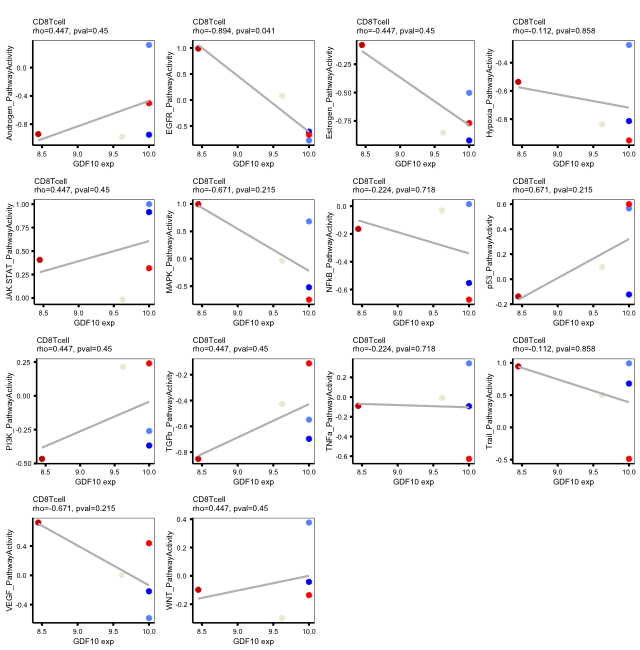 CD8Tcell
rho=0.447, pval=0.45
Androgen_PathwayActivity
0.0
-0.4
-0.8
8.5
9.0
9.5
10.0
GDF10 exp
CD8Tcell
rho=-0.894, pval=0.041
EGFR_PathwayActivity
1.0
0.5
0.0
-0.5
8.5
9.0
9.5
10.0
GDF10 exp
CD8Tcell
rho=-0.447, pval=0.45
Estrogen_PathwayActivity
-0.25
-0.50
-0.75
8.5
9.0
9.5
10.0
GDF10 exp
CD8Tcell
rho=-0.112, pval=0.858
Hypoxia_PathwayActivity
-0.4
-0.6
-0.8
8.5
9.0
9.5
10.0
GDF10 exp
CD8Tcell
rho=0.447, pval=0.45
JAK.STAT_PathwayActivity
1.00
0.75
0.50
0.25
0.00
8.5
9.0
9.5
10.0
GDF10 exp
CD8Tcell
rho=-0.671, pval=0.215
MAPK_PathwayActivity
1.0
0.5
0.0
-0.5
8.5
9.0
9.5
10.0
GDF10 exp
CD8Tcell
rho=-0.224, pval=0.718
NFkB_PathwayActivity
0.0
-0.2
-0.4
-0.6
8.5
9.0
9.5
10.0
GDF10 exp
CD8Tcell
rho=0.671, pval=0.215
p53_PathwayActivity
0.6
0.4
0.2
0.0
-0.2
8.5
9.0
9.5
10.0
GDF10 exp
CD8Tcell
rho=0.447, pval=0.45
PI3K_PathwayActivity
0.25
0.00
-0.25
-0.50
8.5
9.0
9.5
10.0
GDF10 exp
CD8Tcell
rho=0.447, pval=0.45
TGFb_PathwayActivity
-0.2
-0.4
-0.6
-0.8
8.5
9.0
9.5
10.0
GDF10 exp
CD8Tcell
rho=-0.224, pval=0.718
TNFa_PathwayActivity
0.2
0.0
-0.2
-0.4
-0.6
8.5
9.0
9.5
10.0
GDF10 exp
CD8Tcell
rho=-0.112, pval=0.858
Trail_PathwayActivity
1.0
0.5
0.0
-0.5
8.5
9.0
9.5
10.0
GDF10 exp
CD8Tcell
rho=-0.671, pval=0.215
VEGF_PathwayActivity
0.4
0.0
-0.4
8.5
9.0
9.5
10.0
GDF10 exp
CD8Tcell
rho=0.447, pval=0.45
WNT_PathwayActivity
0.4
0.2
0.0
-0.2
8.5
9.0
9.5
10.0
GDF10 exp